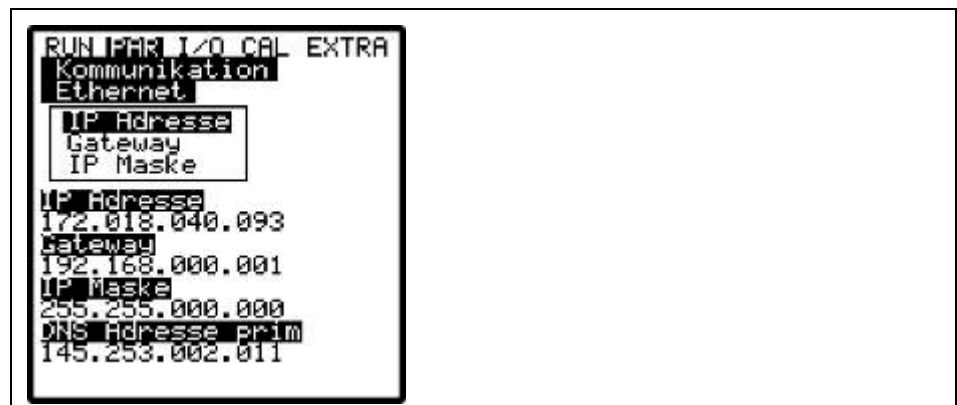 RUN PAR I/O CAL EXTRA
Kommunikation
Ethernet
IP Adresse
Gateway
IP Maske
IP Adresse
172.018.040.093
Gateway
192.168.000.001
IP Maske
255.255.000.000
DNS Adresse prim
145.253.002.011